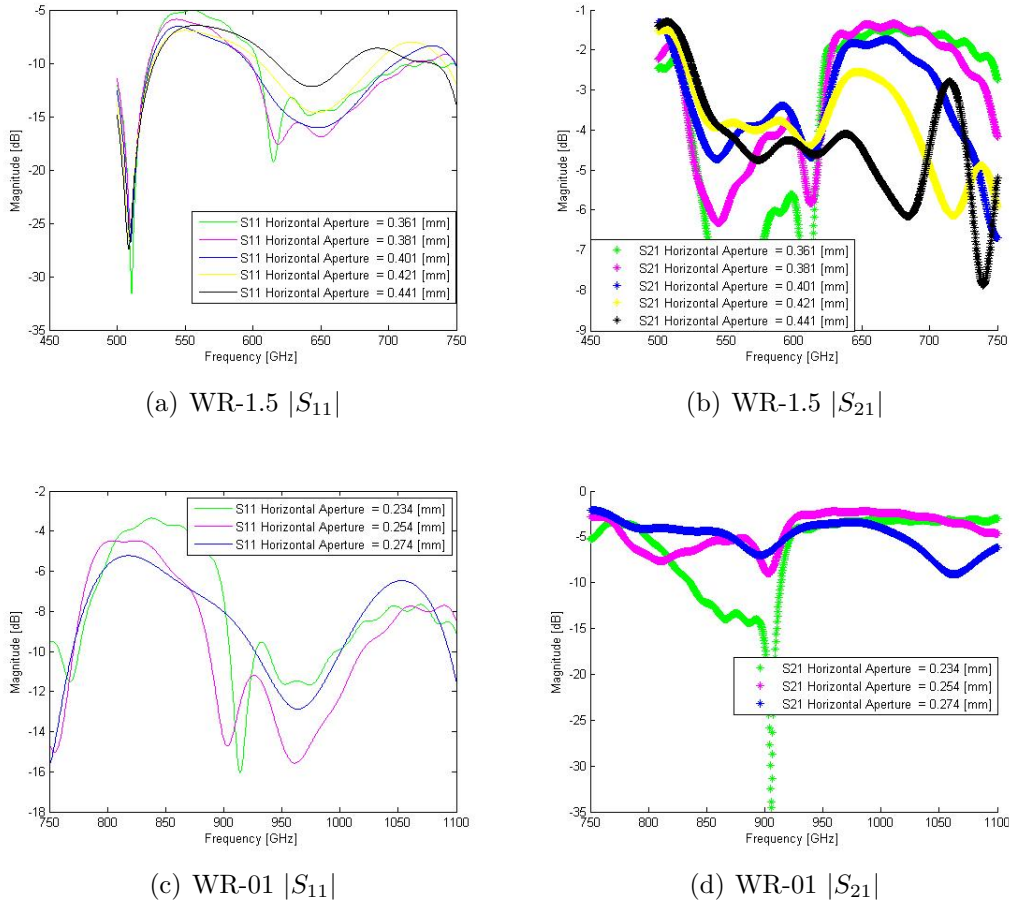 -5
-10
-15
-20
-25
-30
-35
Magnitude [dB]
S11 Horizontal Aperture = 0.361 [mm]
S11 Horizontal Aperture = 0.381 [mm]
S11 Horizontal Aperture = 0.401 [mm]
S11 Horizontal Aperture = 0.421 [mm]
S11 Horizontal Aperture = 0.441 [mm]
450 500 550 600 650 700 750
Frequency [GHz]
(a) WR-1.5 |S11|
-1
-2
-3
-4
-5
-6
-7
-8
-9
Magnitude [dB]
S21 Horizontal Aperture = 0.361 [mm]
S21 Horizontal Aperture = 0.381 [mm]
S21 Horizontal Aperture = 0.401 [mm]
S21 Horizontal Aperture = 0.421 [mm]
S21 Horizontal Aperture = 0.441 [mm]
450 500 550 600 650 700 750
Frequency [GHz]
(b) WR-1.5 |S21|
-2
-4
-6
-8
-10
-12
-14
-16
-18
Magnitude [dB]
S11 Horizontal Aperture = 0.234 [mm]
S11 Horizontal Aperture = 0.254 [mm]
S11 Horizontal Aperture = 0.274 [mm]
750 800 850 900 950 1000 1050 1100
Frequency [GHz]
(c) WR-01 |S11|
0
-5
-10
-15
-20
-25
-30
-35
Magnitude [dB]
S21 Horizontal Aperture = 0.234 [mm]
S21 Horizontal Aperture = 0.254 [mm]
S21 Horizontal Aperture = 0.274 [mm]
750 800 850 900 950 1000 1050 1100
Frequency [GHz]
(d) WR-01 |S21|